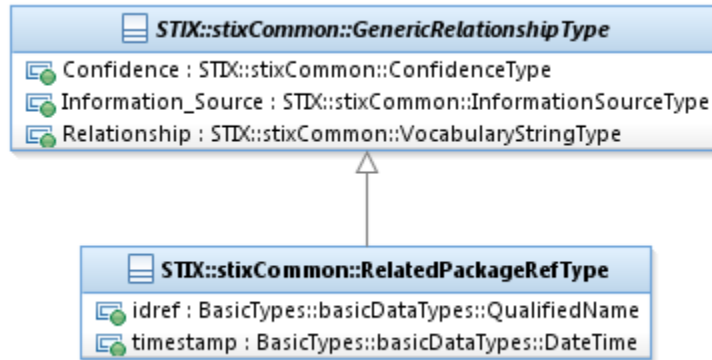 STIX::stixCommon::GenericRelationshipType
Confidence : STIX::stixCommon::ConfidenceType
Information_Source : STIX::stixCommon::InformationSourceType
Relationship : STIX::stixCommon::VocabularyStringType
STIX::stixCommon::RelatedPackageRefType
idref : BasicTypes::basicDataTypes::QualifiedName
timestamp : BasicTypes::basicDataTypes::DateTime